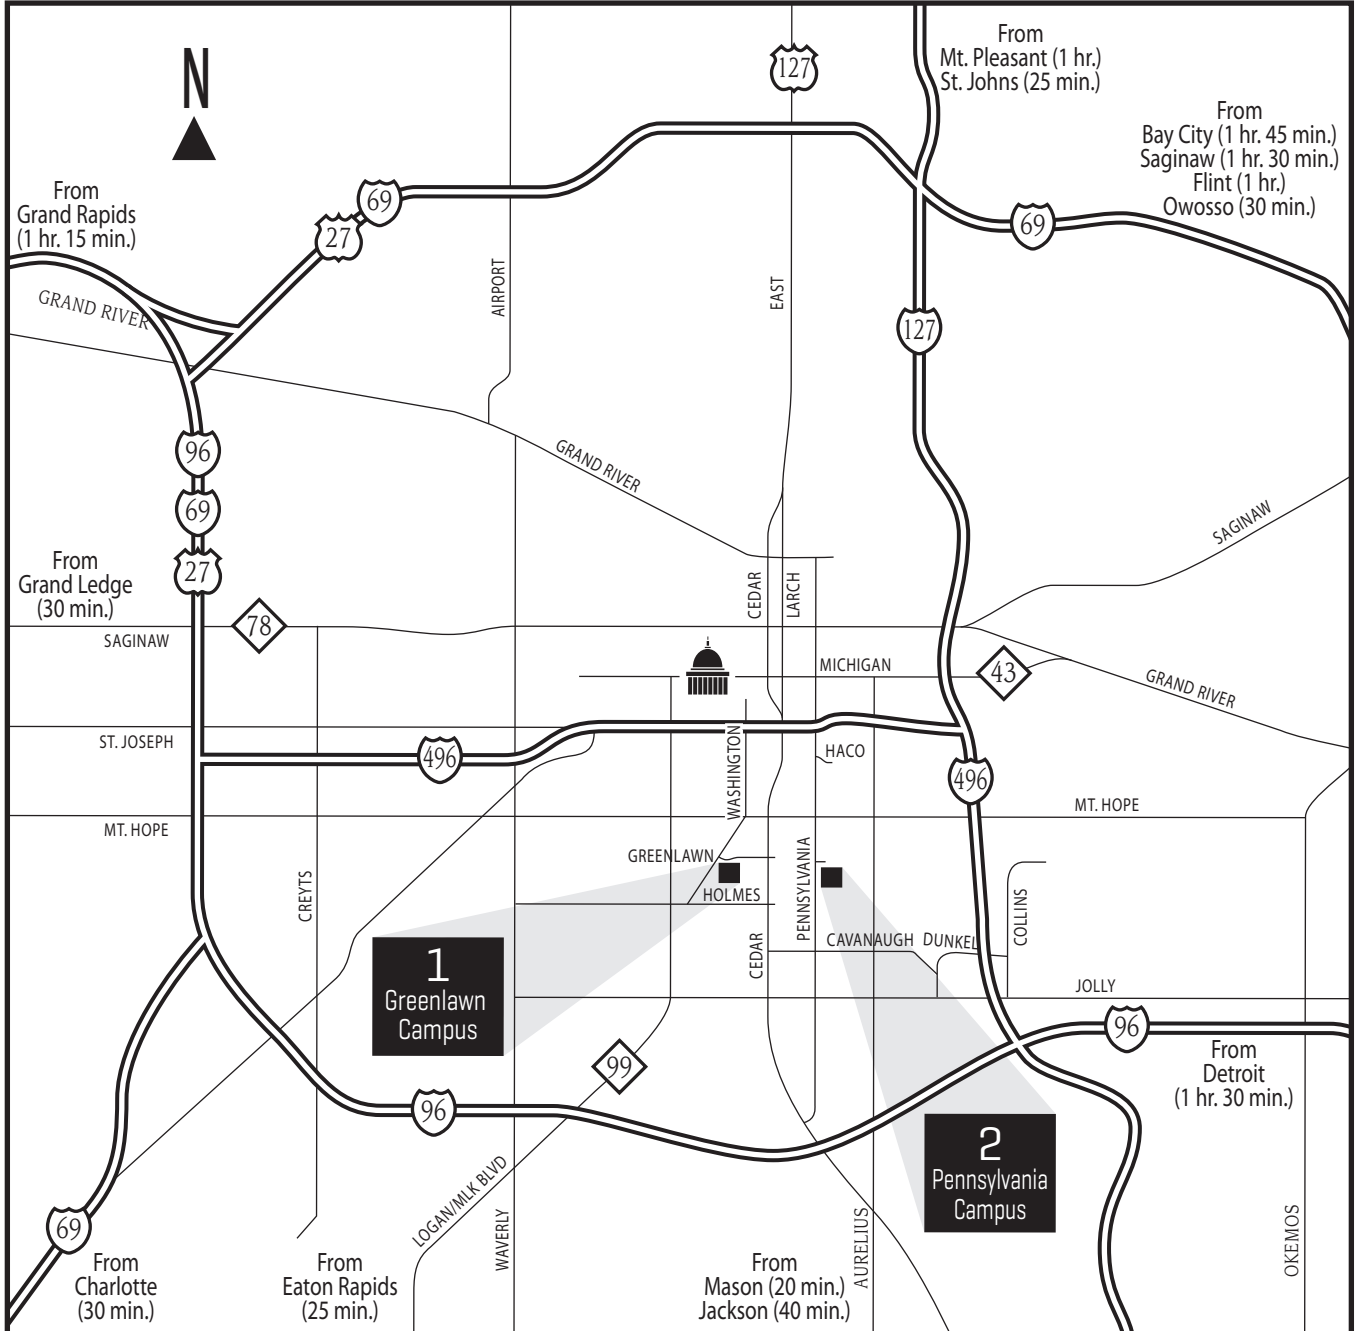 N
127
From
Mt. Pleasant (1 hr.)
St. Johns (25 min.)
From
Bay City (1 hr. 45 min.)
Saginaw (1 hr. 30 min.)
Flint (1 hr.)
Owosso (30 min.)
From
Grand Rapids
(1 hr. 15 min.)
69
27
69
GRAND RIVER
AIRPORT
EAST
127
96
GRAND RIVER
69
SAGINAW
From
Grand Ledge
(30 min.)
27
CEDAR
LARCH
78
SAGINAW
MICHIGAN
43
GRAND RIVER
ST. JOSEPH
496
WASHINGTON
HACO
496
MT. HOPE
MT. HOPE
GREENLAWN
PENNSYLVANIA
CREYTS
HOLMES
COLLINS
CEDAR
CAVANAUGH
DUNKEL
1
Greenlawn
Campus
JOLLY
96
99
From
Detroit
(1 hr. 30 min.)
96
2
Pennsylvania
Campus
LOGAN/MLK BLVD
WAVERLY
AURELIUS
OKEMOS
69
From
Charlotte
(30 min.)
From
Eaton Rapids
(25 min.)
From
Mason (20 min.)
Jackson (40 min.)